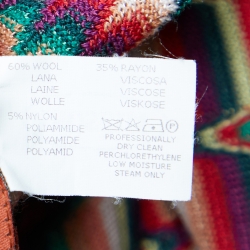 60% WOOL 35% RAYON
LANA VISCOSA
LAINE VISCOSE
WOLLE VISKOSE
5% NYLON
POLIAMMIDE
POLYAMIDE
POLYAMID
PROFESSIONALLY
DRY CLEAN
PERCHLORETHYLENE
LOW MOISTURE
STEAM ONLY